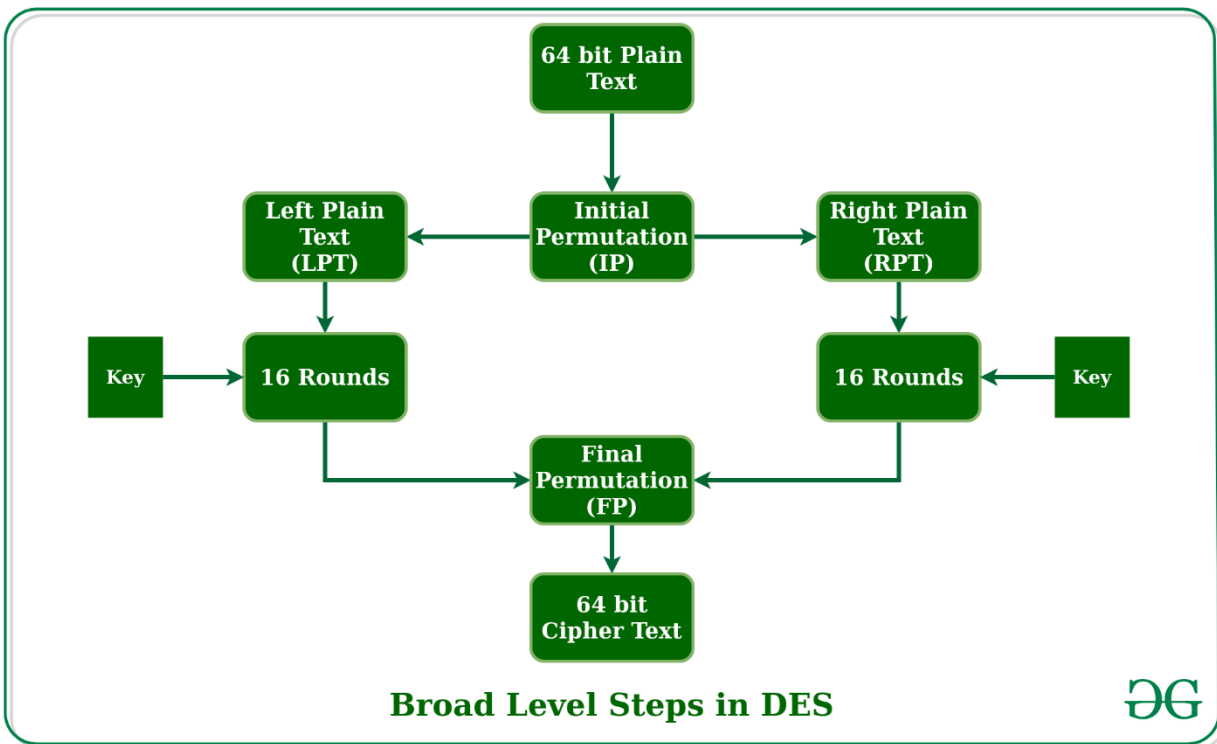 64 bit Plain
Text
Left Plain
Text
(LPT)
Initial
Permutation
(IP)
Right Plain
Text
(RPT)
Key
16 Rounds
16 Rounds
Key
Final
Permutation
(FP)
64 bit
Cipher Text
Broad Level Steps in DES